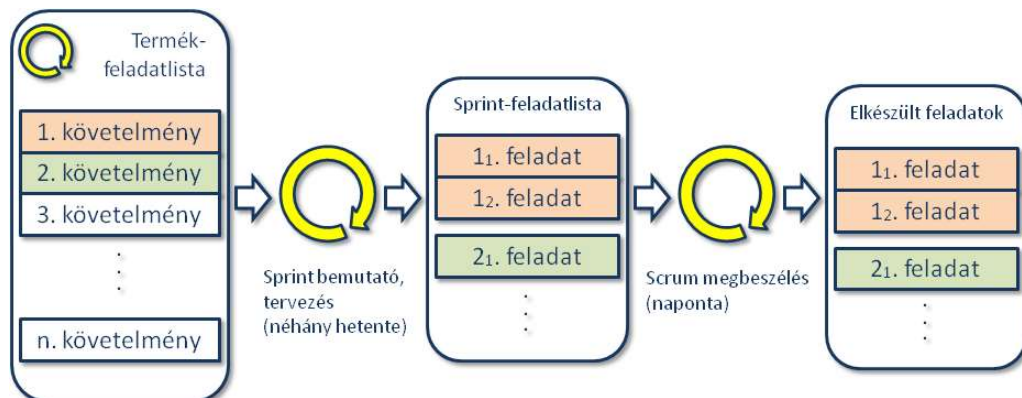 Termék-
feladatlista
1. követelmény
2. követelmény
3. követelmény
n. követelmény
Sprint bemutató,
tervezés
(néhány hetente)
Sprint-feladatlista
1₁. feladat
1₂. feladat
2₁. feladat
Scrum megbeszélés
(naponta)
Elkészült feladatok
1₁. feladat
1₂. feladat
2₁. feladat